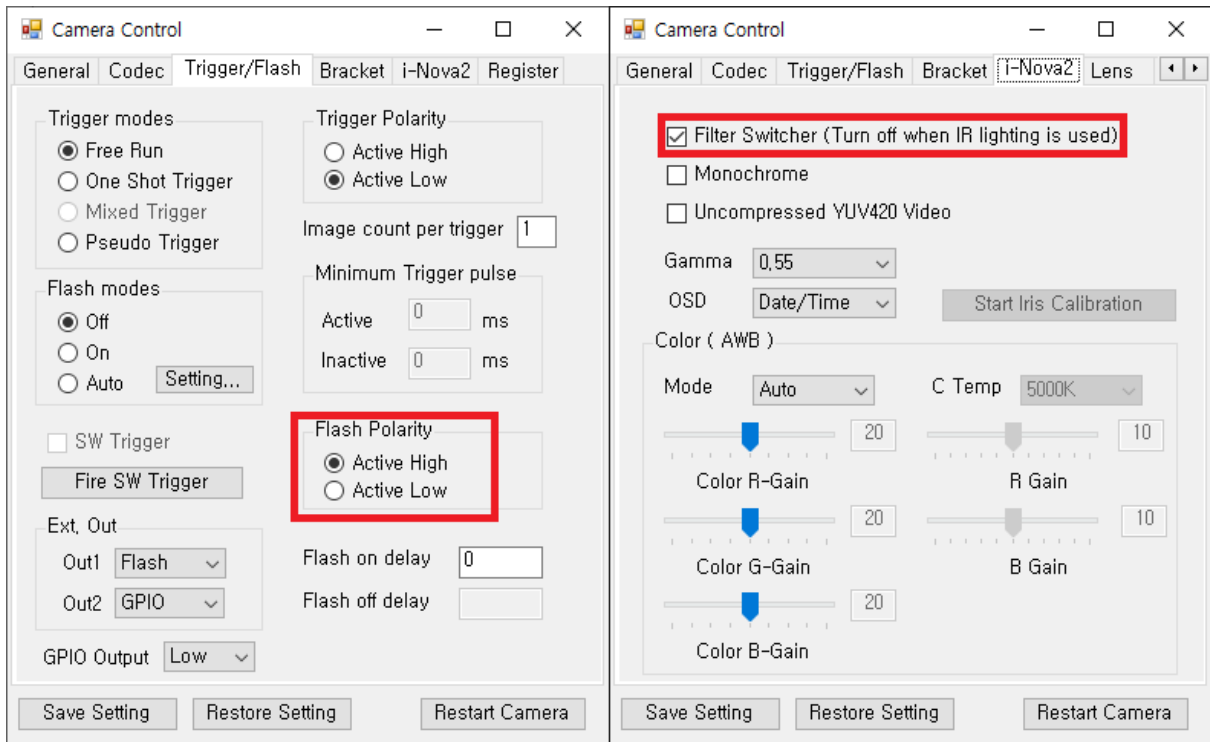 Camera Control
General Codec Trigger/Flash Bracket i-Nova2 Register
Trigger modes
Free Run
One Shot Trigger
Mixed Trigger
Pseudo Trigger
Flash modes
Off
On
Auto Setting...
SW Trigger
Fire SW Trigger
Ext, Out
Out1 Flash
Out2 GPIO
GPIO Output Low
Trigger Polarity
Active High
Active Low
Image count per trigger 1
Minimum Trigger pulse
Active 0 ms
Inactive 0 ms
Flash Polarity
Active High
Active Low
Flash on delay 0
Flash off delay
Save Setting Restore Setting Restart Camera
Camera Control
General Codec Trigger/Flash Bracket i-Nova2 Lens
Filter Switcher (Turn off when IR lighting is used)
Monochrome
Uncompressed YUV420 Video
Gamma 0,55
OSD Date/Time Start Iris Calibration
Color ( AWB )
Mode Auto C Temp 5000K
20 10
Color R-Gain R Gain
20 10
Color G-Gain B Gain
20
Color B-Gain
Save Setting Restore Setting Restart Camera